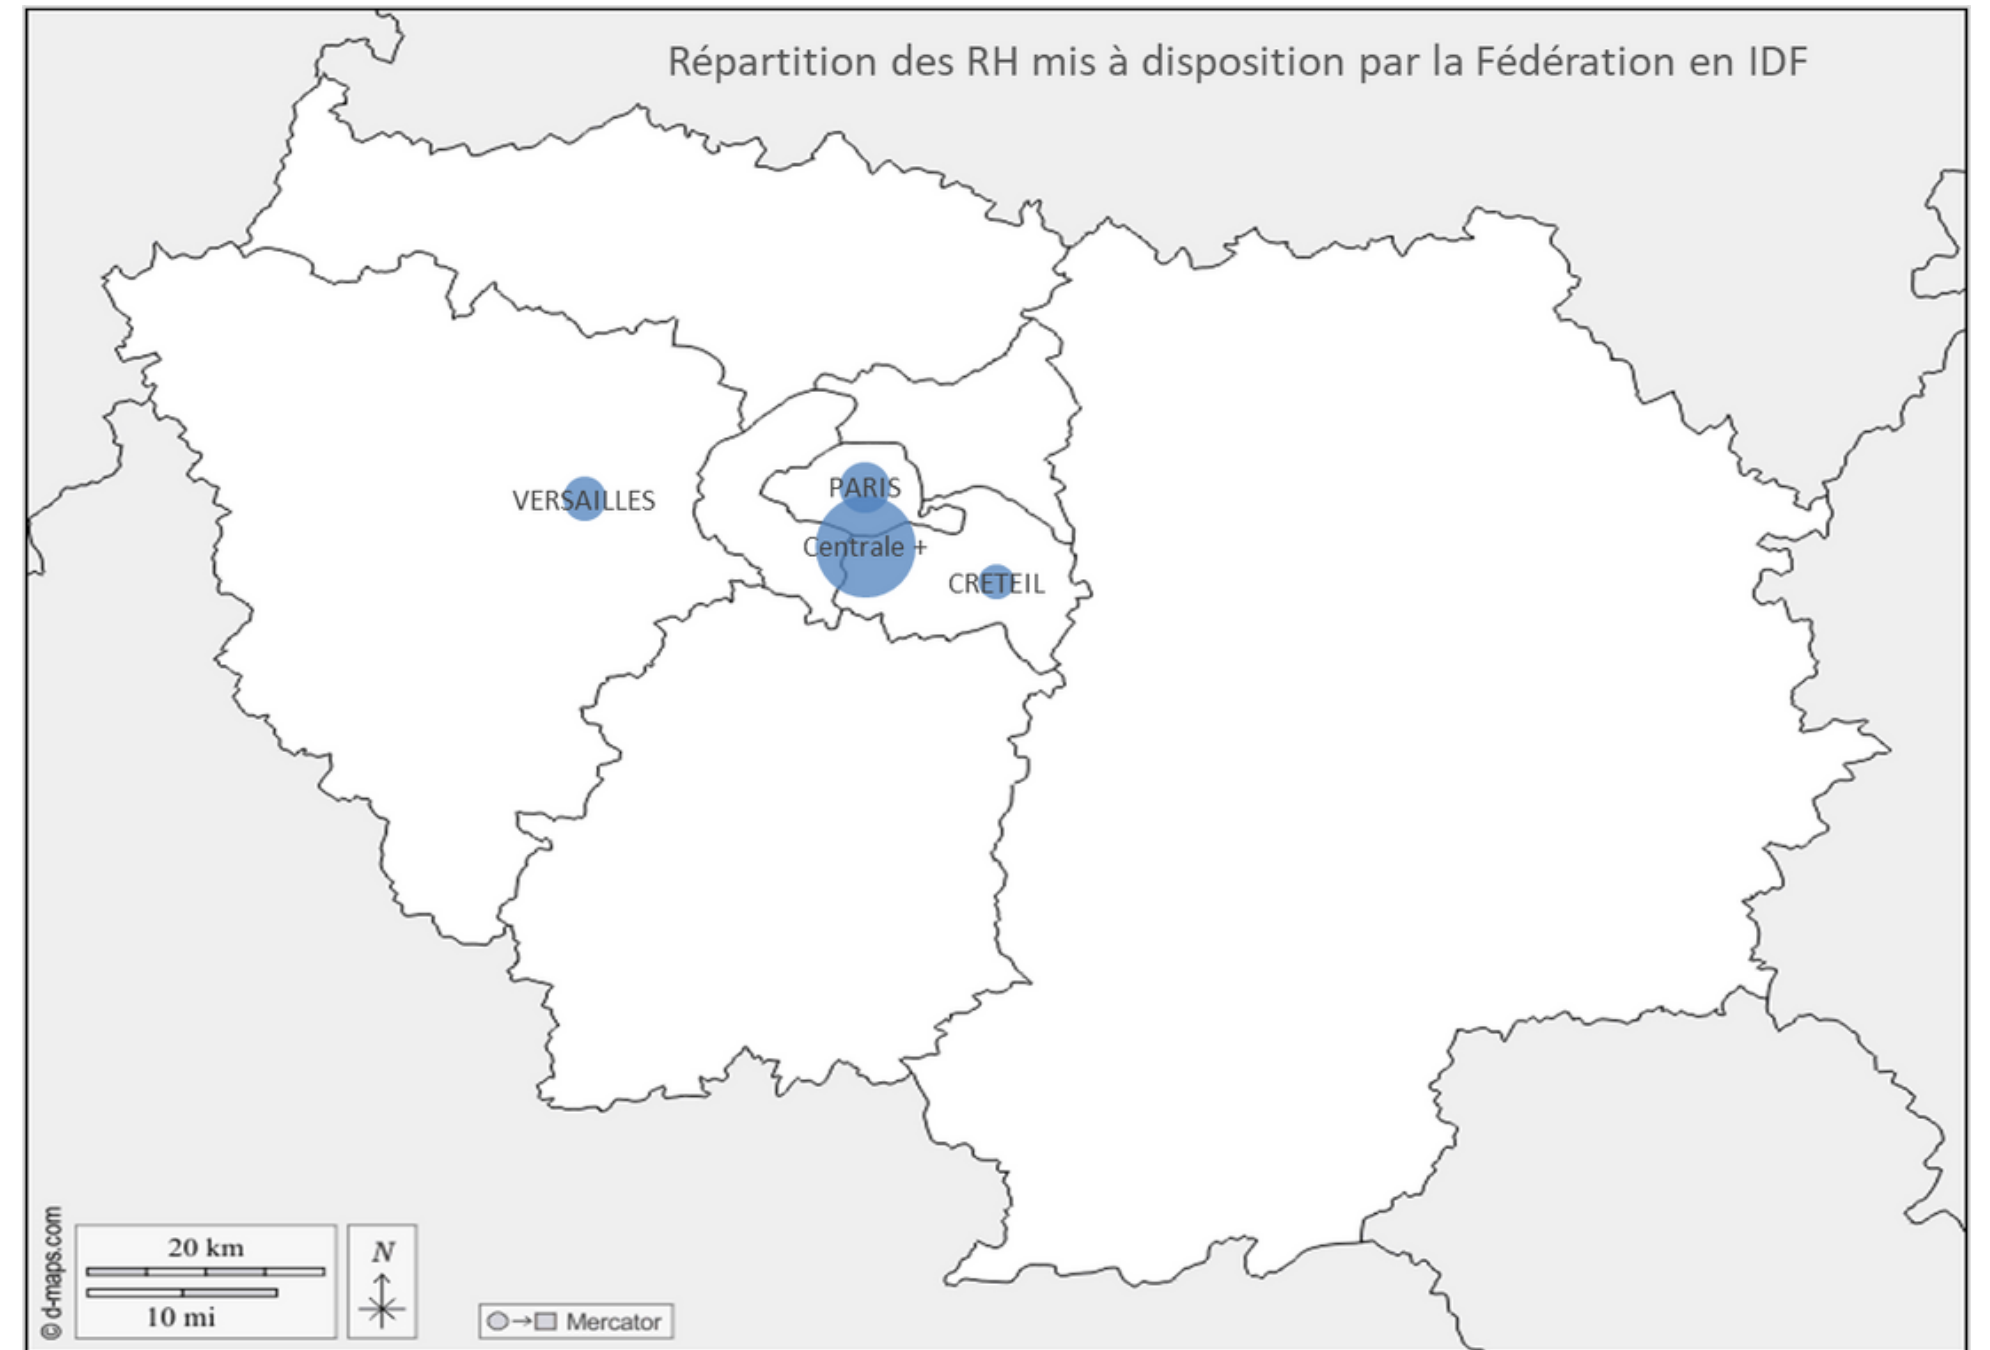 Répartition des RH mis à disposition par la Fédération en IDF
PARIS
VERSAILLES
Centrale +
CRETEIL
© d-maps.com
20 km
10 mi
N
Mercator